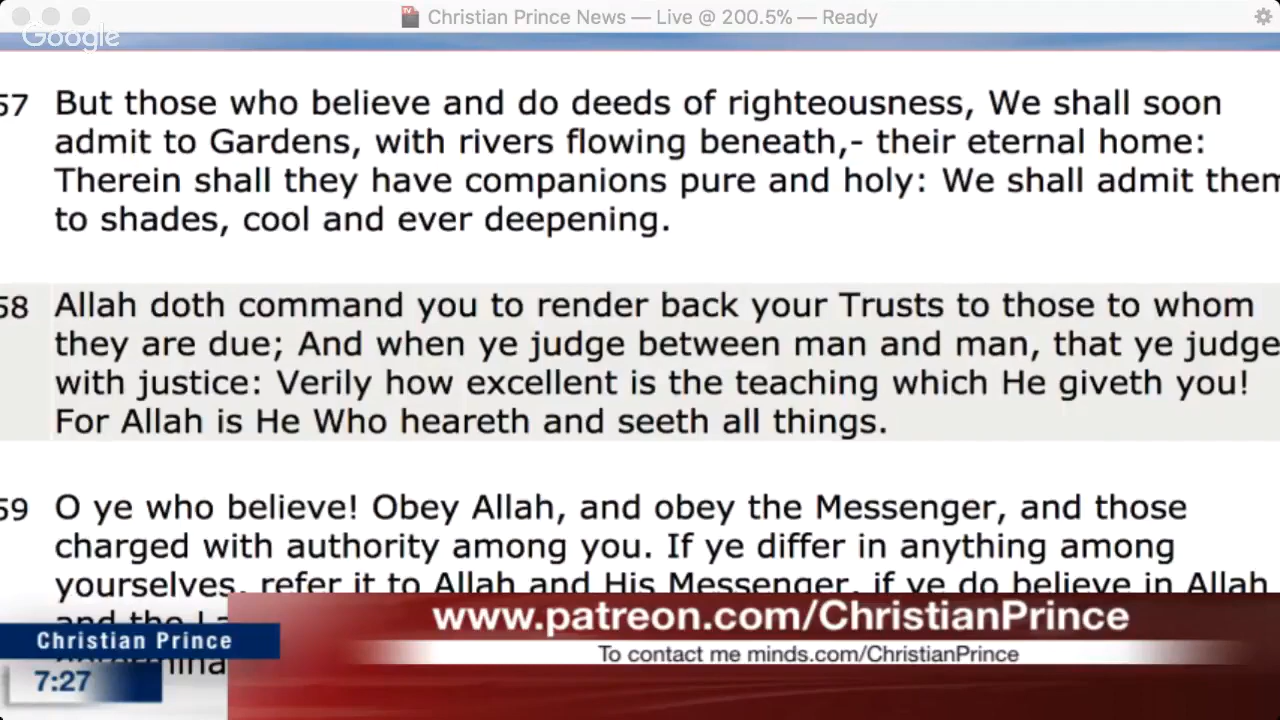 Christian Prince News — Live @ 200.5% — Ready
Google
57 But those who believe and do deeds of righteousness, We shall soon
admit to Gardens, with rivers flowing beneath,- their eternal home:
Therein shall they have companions pure and holy: We shall admit them
to shades, cool and ever deepening.
58 Allah doth command you to render back your Trusts to those to whom
they are due; And when ye judge between man and man, that ye judge
with justice: Verily how excellent is the teaching which He giveth you!
For Allah is He Who heareth and seeth all things.
59 O ye who believe! Obey Allah, and obey the Messenger, and those
charged with authority among you. If ye differ in anything among
yourselves, refer it to Allah and His Messenger, if ye do believe in Allah
and the
www.patreon.com/ChristianPrince
Christian Prince
To contact me minds.com/ChristianPrince
7:27